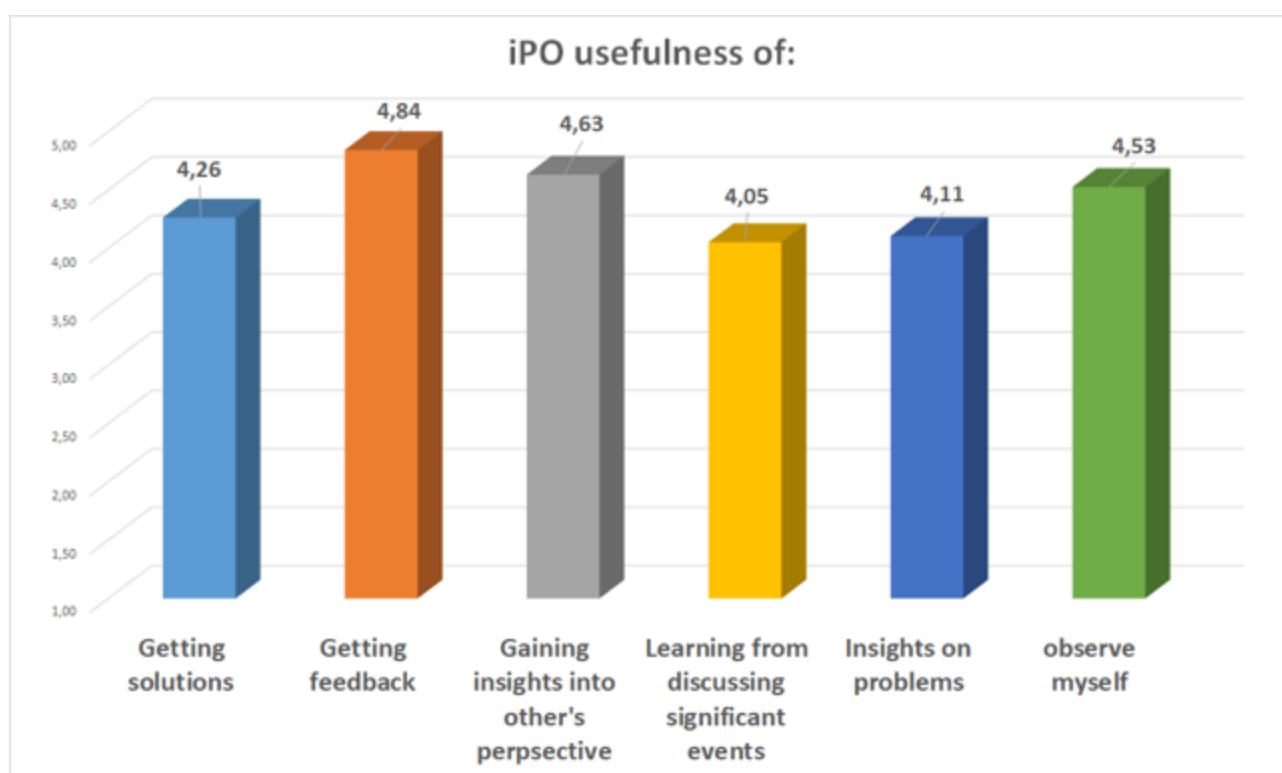 iPO usefulness of:
5,00
4,50
4,00
3,50
3,00
2,50
2,00
1,50
1,00
4,26
4,84
4,63
4,05
4,11
4,53
Getting
solutions
Getting
feedback
Gaining
insights into
other's
perpsective
Learning from
discussing
significant
events
Insights on
problems
observe
myself